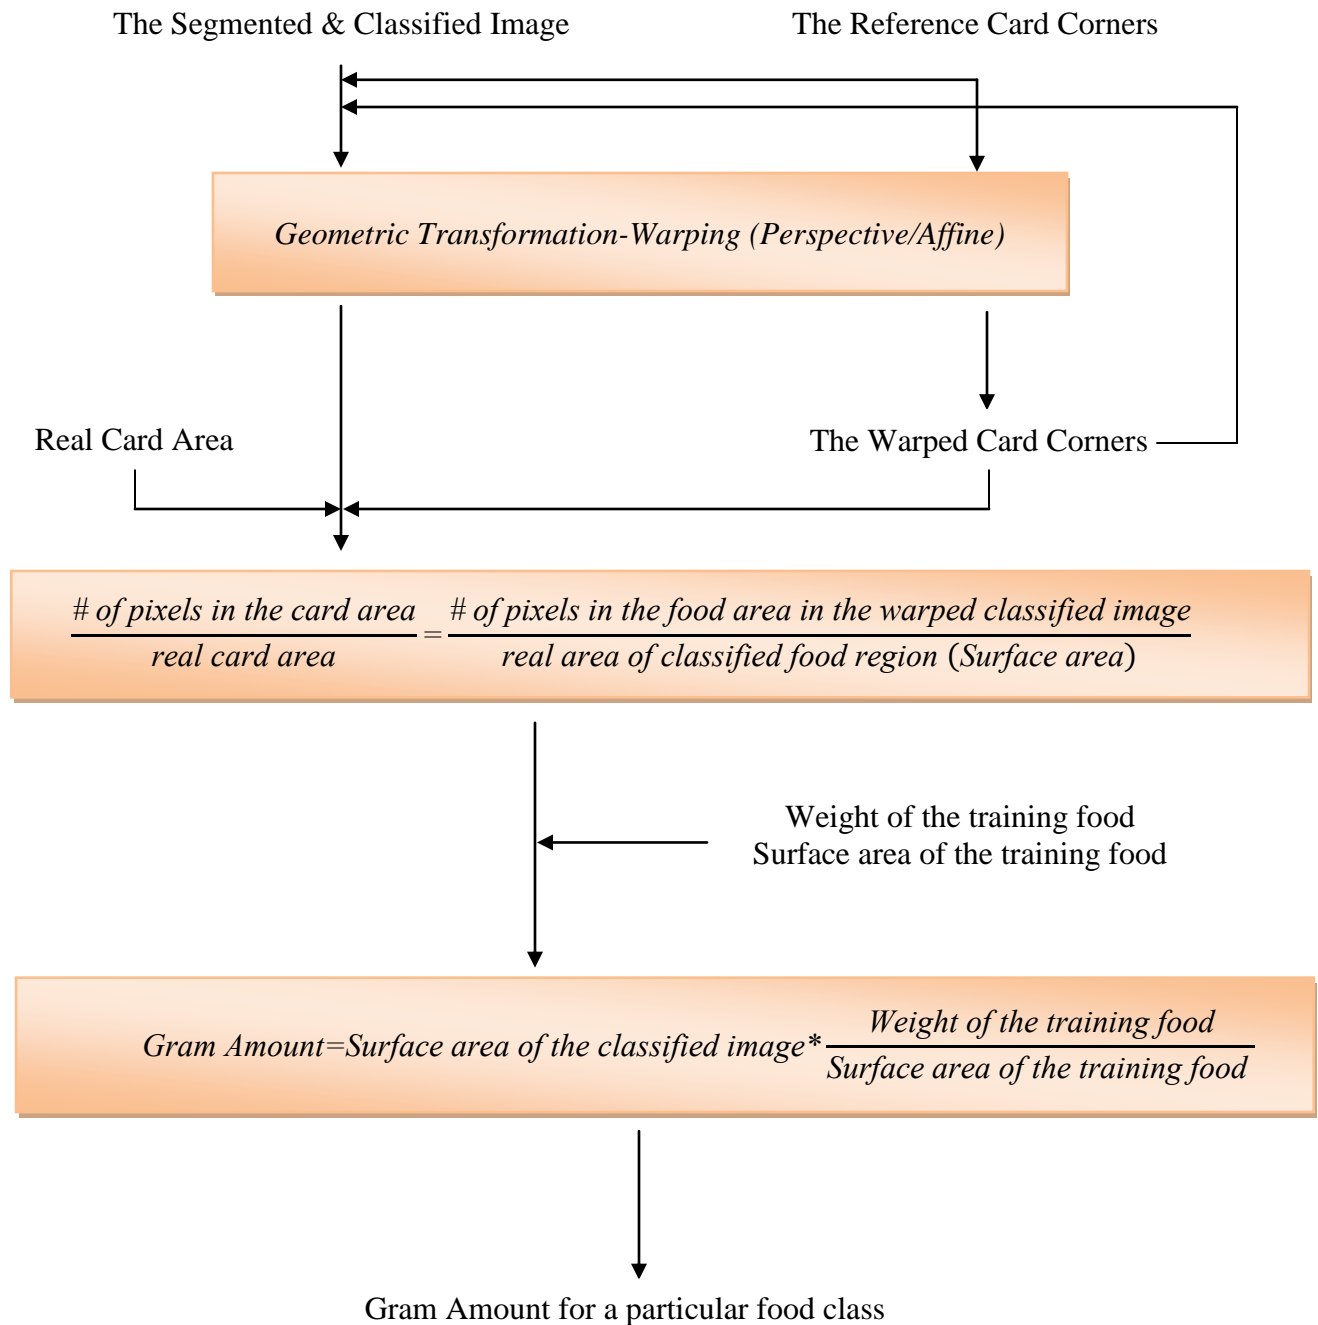 The Segmented & Classified Image
The Reference Card Corners
Geometric Transformation-Warping (Perspective/Affine)
Real Card Area
The Warped Card Corners
# of pixels in the card area
real card area
=
# of pixels in the food area in the warped classified image
real area of classified food region (Surface area)
Weight of the training food
Surface area of the training food
Gram Amount=Surface area of the classified image*
Weight of the training food
Surface area of the training food
Gram Amount for a particular food class